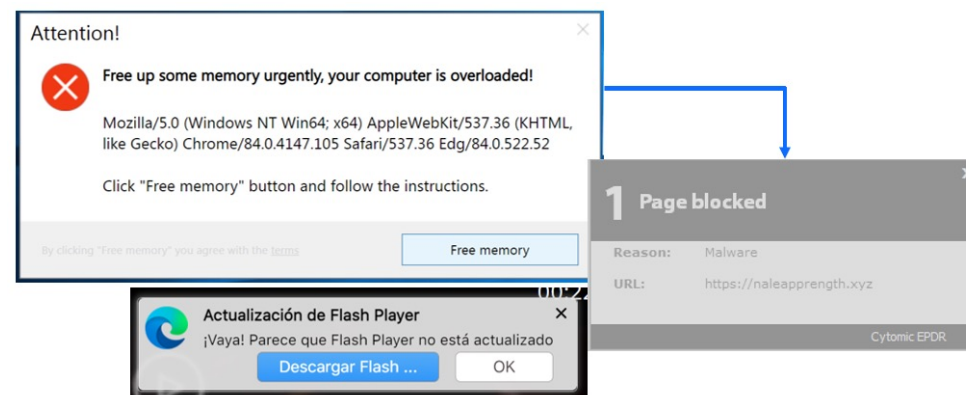 Attention!
Free up some memory urgently, your computer is overloaded!
Mozilla/5.0 (Windows NT Win64; x64) AppleWebKit/537.36 (KHTML,
like Gecko) Chrome/84.0.4147.105 Safari/537.36 Edg/84.0.522.52
Click "Free memory" button and follow the instructions.
By clicking "Free memory" you agree with the terms
Free memory
1 Page blocked
Reason: Malware
URL: https://naleapprength.xyz
Cytomic EPDR
Actualización de Flash Player
¡Vaya! Parece que Flash Player no está actualizado
Descargar Flash ...
OK